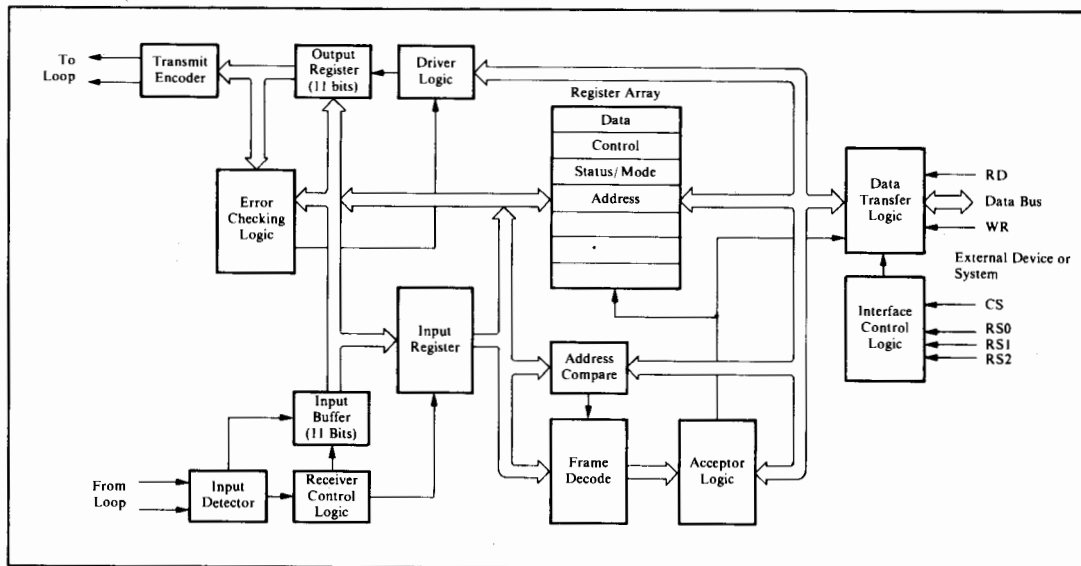 To
Loop
Transmit
Encoder
Output
Register
(11 bits)
Driver
Logic
Register Array
Data
Control
Status/Mode
Address
Error
Checking
Logic
Data
Transfer
Logic
RD
Data Bus
WR
External Device or
System
Interface
Control
Logic
CS
RS0
RS1
RS2
Input
Register
Address
Compare
Input
Buffer
(11 Bits)
Frame
Decode
Acceptor
Logic
From
Loop
Input
Detector
Receiver
Control
Logic